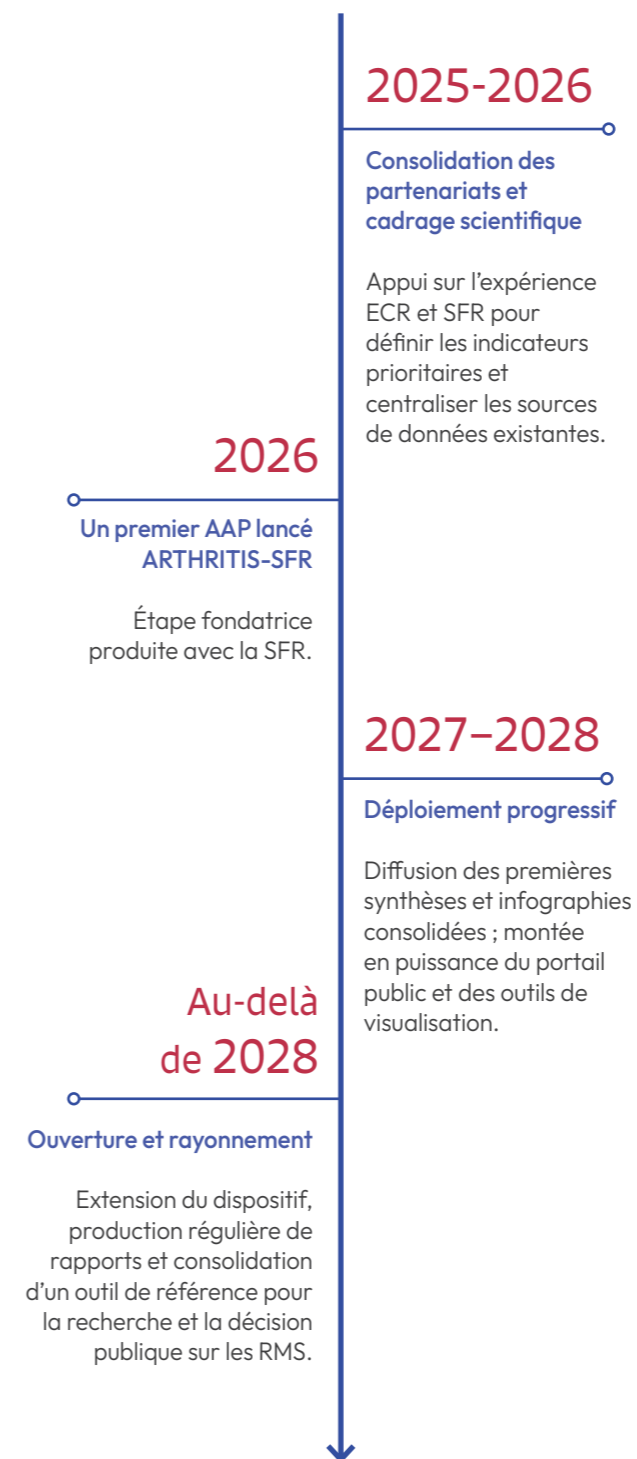 2025-2026
Consolidation des
partenariats et
cadrage scientifique
Appui sur l’expérience
ECR et SFR pour
définir les indicateurs
prioritaires et
centraliser les sources
de données existantes.
2026
Un premier AAP lancé
ARTHRITIS-SFR
Étape fondatrice
produite avec la SFR.
2027–2028
Déploiement progressif
Diffusion des premières
synthèses et infographies
consolidées ; montée
en puissance du portail
public et des outils de
visualisation.
Au-delà
de 2028
Ouverture et rayonnement
Extension du dispositif,
production régulière de
rapports et consolidation
d’un outil de référence pour
la recherche et la décision
publique sur les RMS.